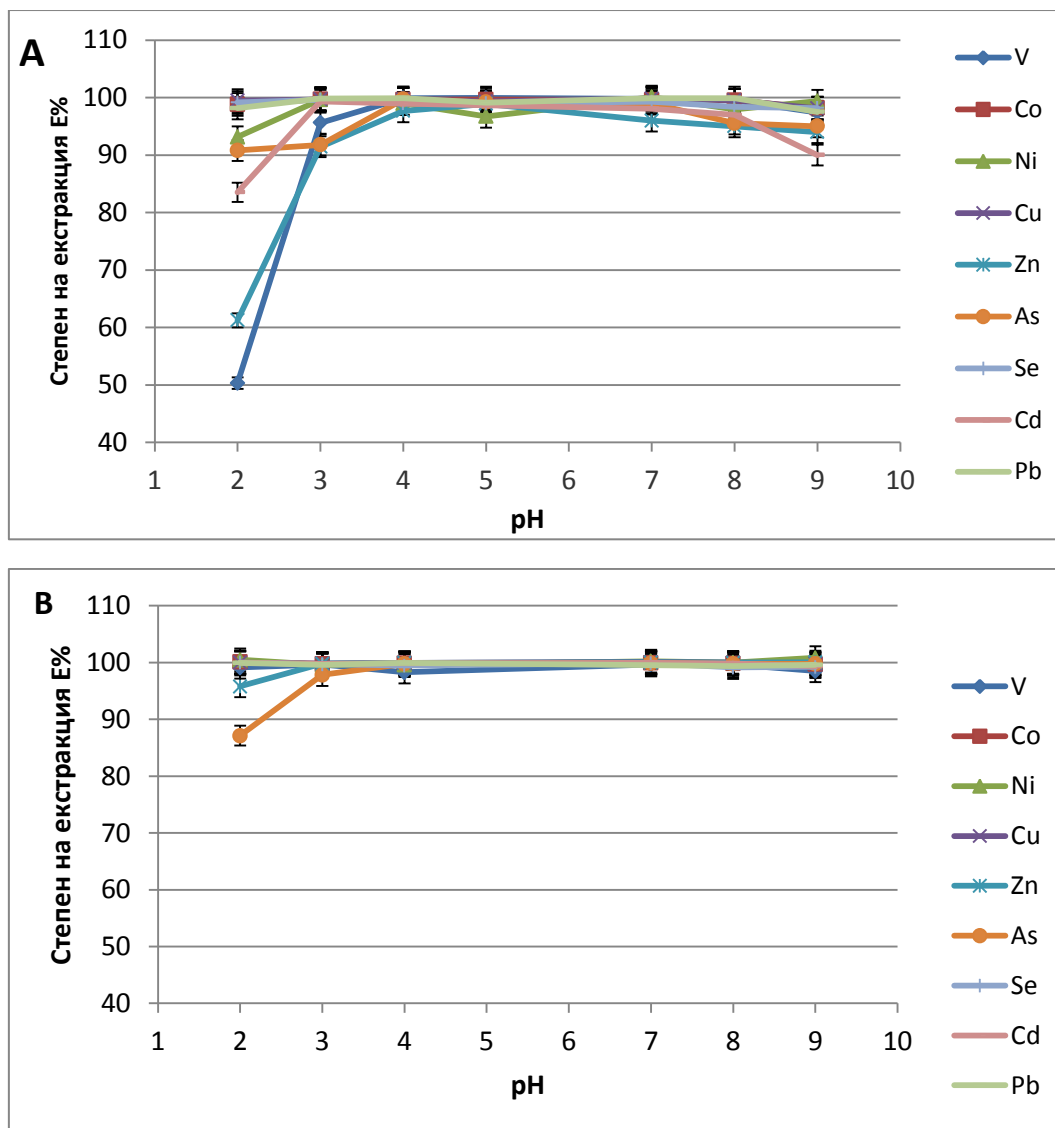 A
Степен на екстракция Е%
110
100
90
80
70
60
50
40
1 2 3 4 5 6 7 8 9 10
pH
V
Co
Ni
Cu
Zn
As
Se
Cd
Pb
B
Степен на екстракция Е%
110
100
90
80
70
60
50
40
1 2 3 4 5 6 7 8 9 10
pH
V
Co
Ni
Cu
Zn
As
Se
Cd
Pb